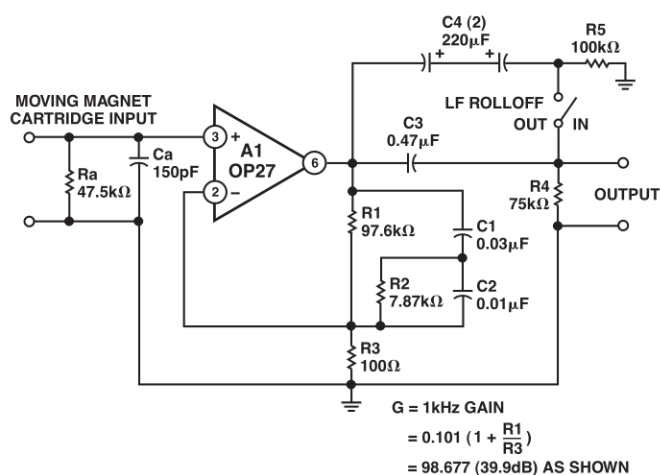 C4 (2)
220µF
R5
100kΩ
+
+
MOVING MAGNET
CARTRIDGE INPUT
LF ROLLOFF
OUT
IN
C3
0.47µF
3
+
A1
OP27
6
2
–
Ra
47.5kΩ
Ca
150pF
R4
75kΩ
OUTPUT
R1
97.6kΩ
C1
0.03µF
R2
7.87kΩ
C2
0.01µF
R3
100Ω
G = 1kHz GAIN
= 0.101 (1 + R1/R3)
= 98.677 (39.9dB) AS SHOWN